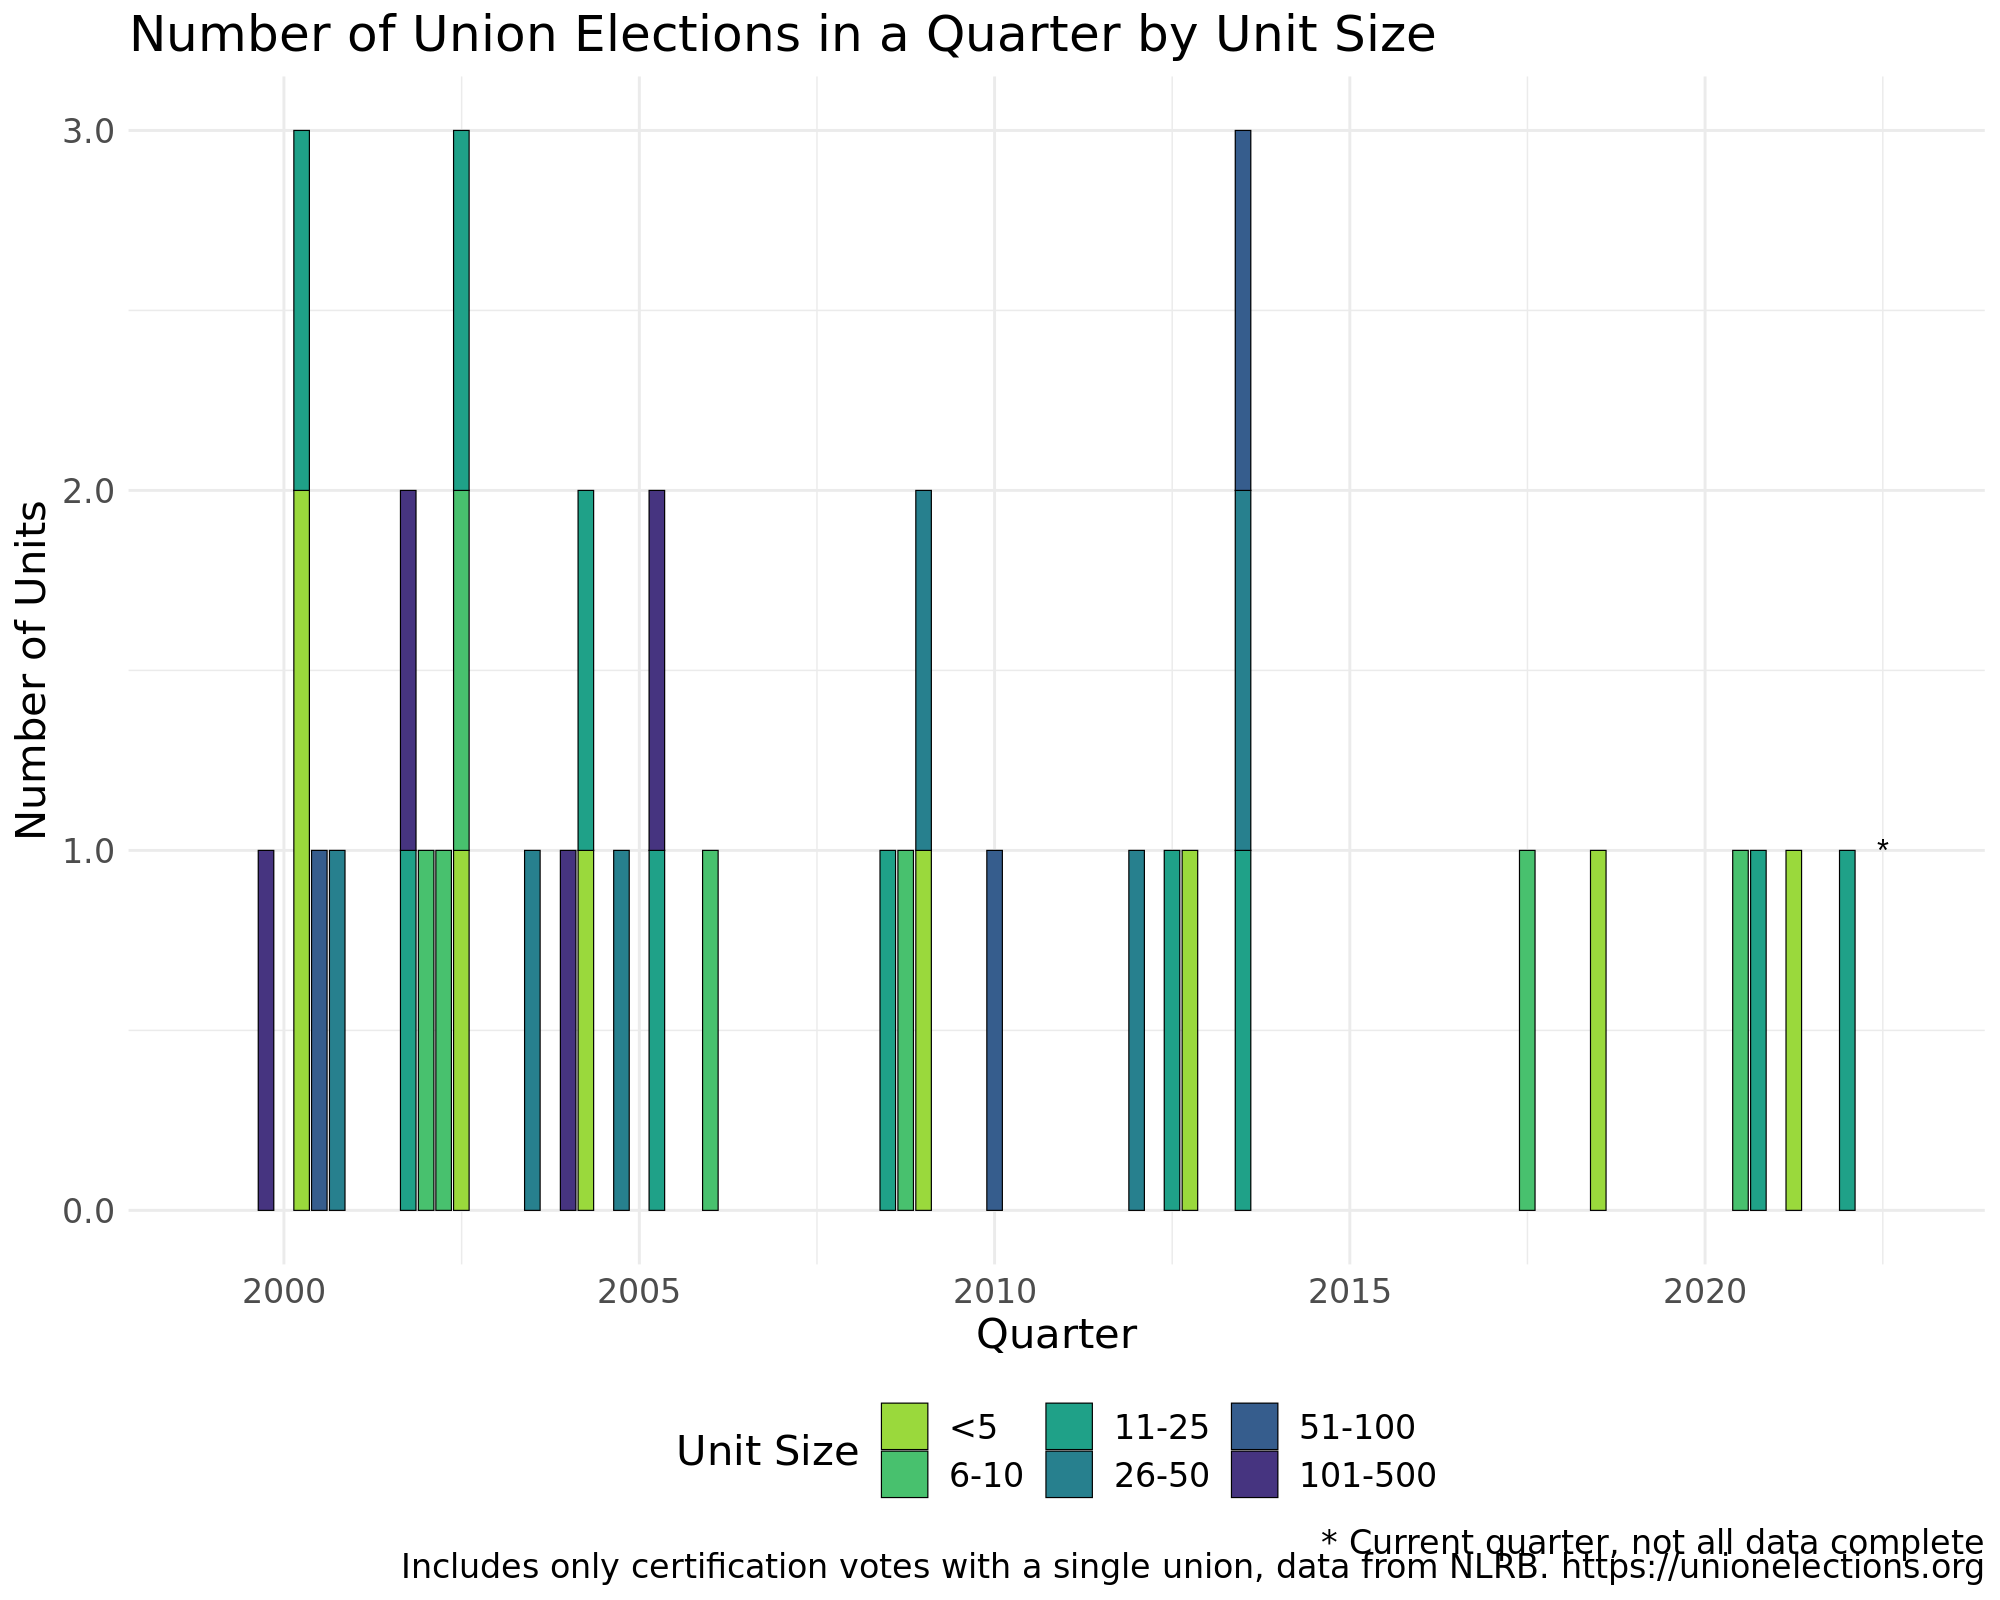 Number of Union Elections in a Quarter by Unit Size
Number of Units
3.0
2.0
1.0
0.0
*
2000 2005 2010 2015 2020
Quarter
Unit Size
<5 11-25 51-100
6-10 26-50 101-500
* Current quarter, not all data complete
Includes only certification votes with a single union, data from NLRB. https://unionelections.org